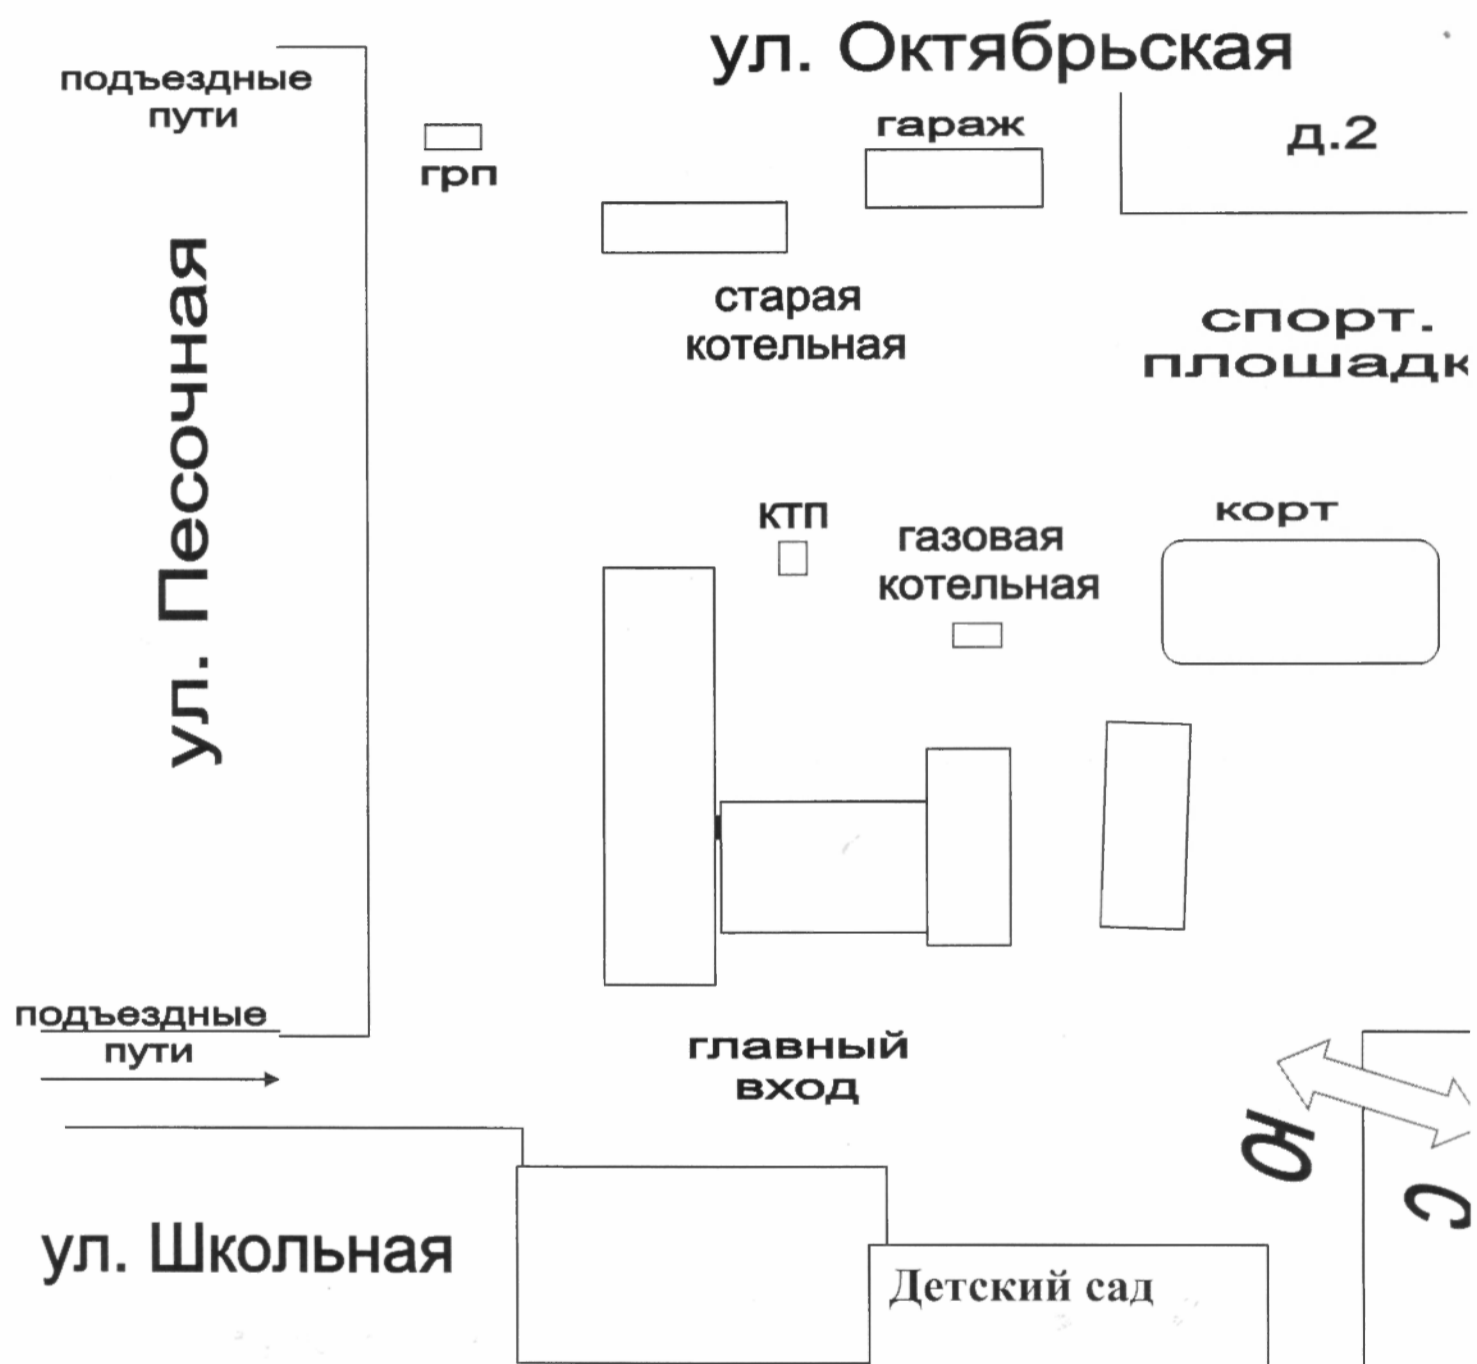 ул. Октябрьская
подъездные
пути
гараж
д.2
грп
ул. Песочная
старая
котельная
спорт.
плошадк
ктп
газовая
котельная
корт
подъездные
пути
главный
вход
Ю
С
ул. Школьная
Детский сад